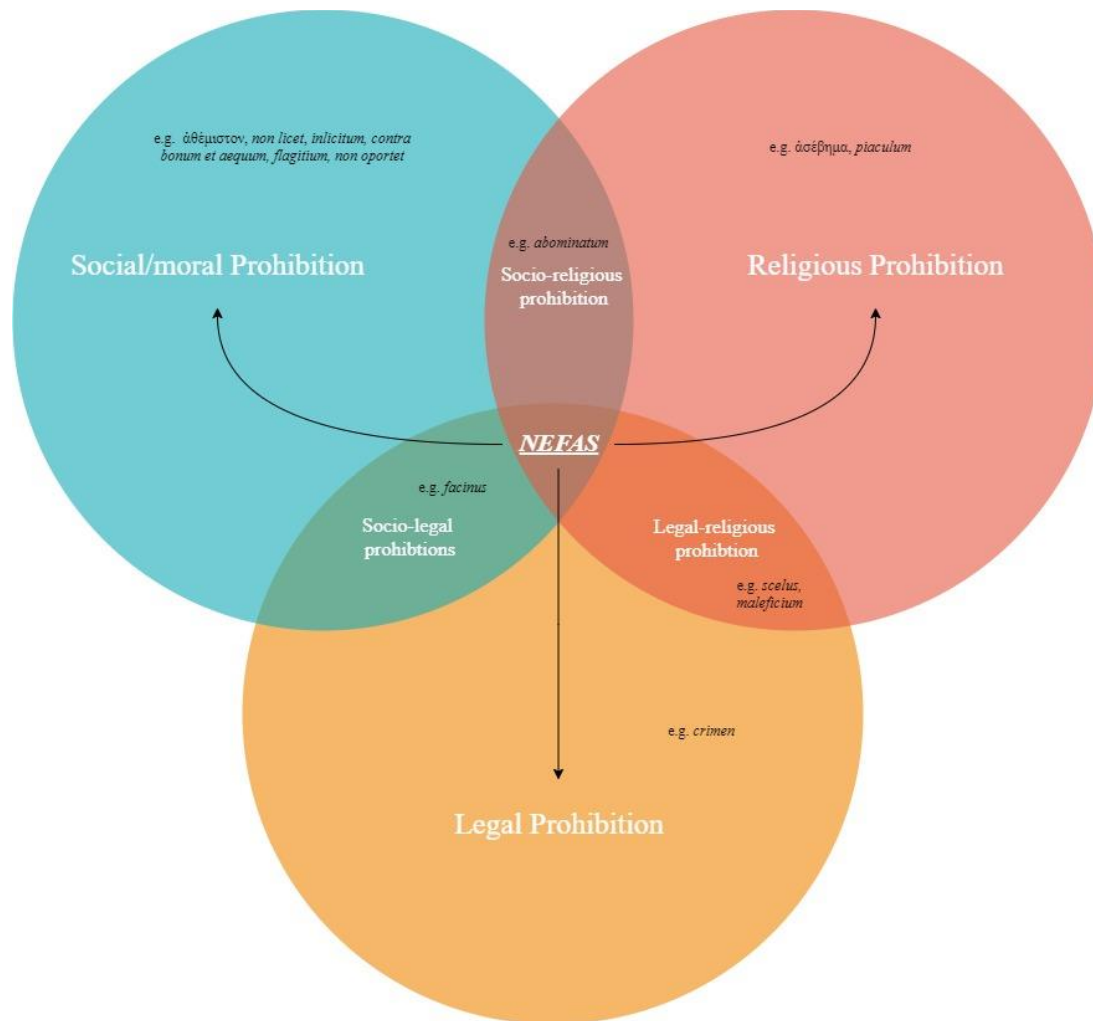 e.g. ἀθέμιστον, non licet, inlicitum, contra
bonum et aequum, flagitium, non oportet
e.g. ἀσέβημα, piaculum
e.g. abominatum
Social/moral Prohibition
Socio-religious
prohibition
Religious Prohibition
NEFAS
e.g. facinus
Socio-legal
prohibtions
Legal-religious
prohibtion
e.g. scelus,
maleficium
e.g. crimen
Legal Prohibition